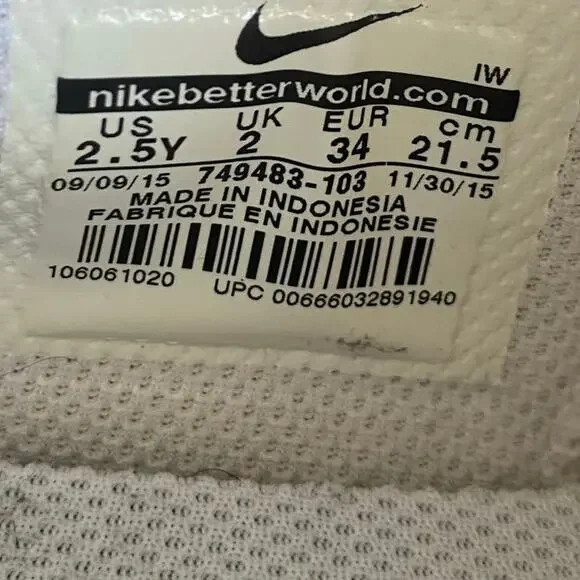 IW
nikebetterworld.com
US UK EUR cm
2.5Y 2 34 21.5
09/09/15 749483-103 11/30/15
MADE IN INDONESIA
FABRIQUE EN INDONESIE
106061020 UPC 00666032891940